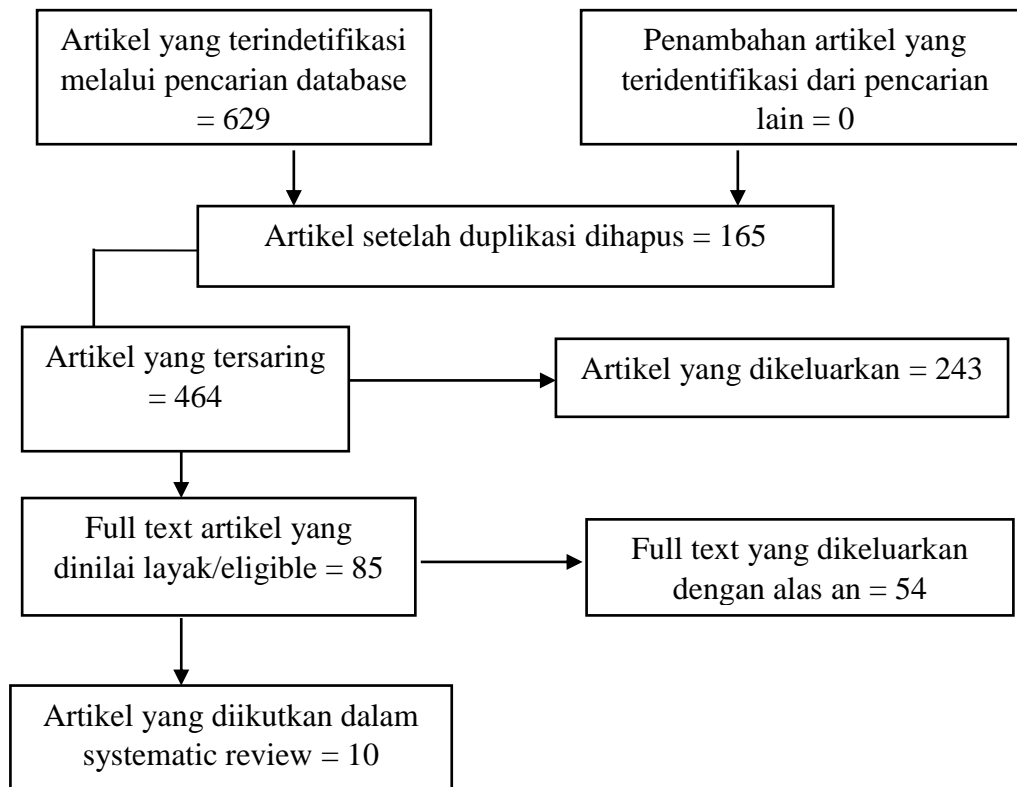 Artikel yang terindetifikasi
melalui pencarian database
= 629
Penambahan artikel yang
teridentifikasi dari pencarian
lain = 0
Artikel setelah duplikasi dihapus = 165
Artikel yang tersaring
= 464
Artikel yang dikeluarkan = 243
Full text artikel yang
dinilai layak/eligible = 85
Full text yang dikeluarkan
dengan alas an = 54
Artikel yang diikutkan dalam
systematic review = 10